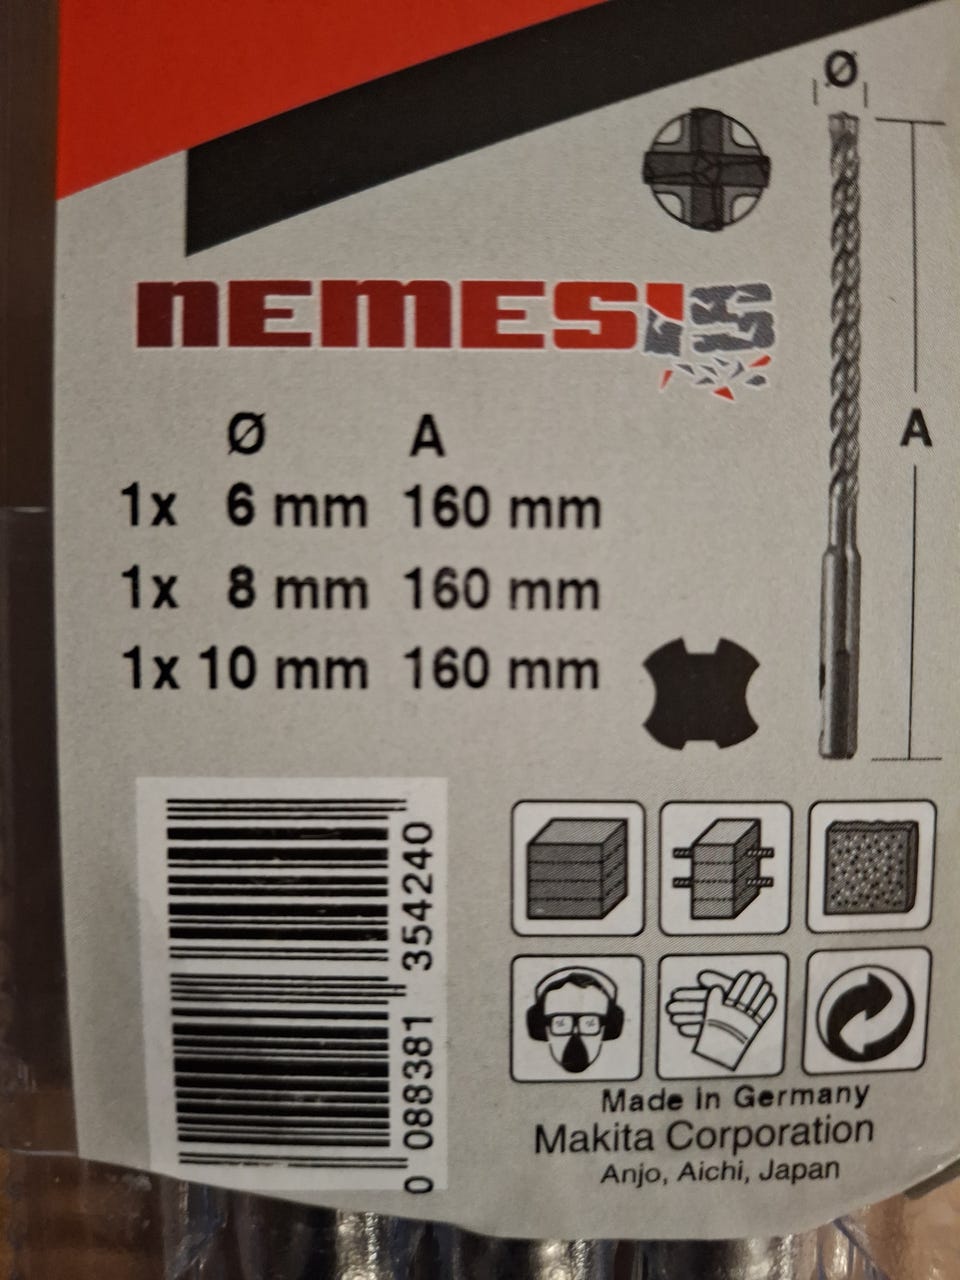 Ø
NEMESIS
Ø A
1x 6 mm 160 mm
1x 8 mm 160 mm
1x 10 mm 160 mm
A
0 088381 354240
Made in Germany
Makita Corporation
Anjo, Aichi, Japan